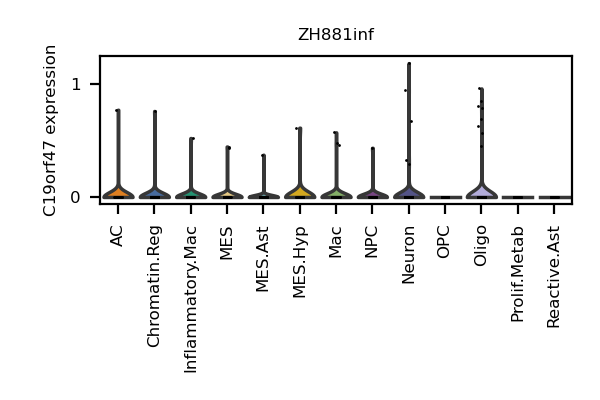 ZH881inf
C19orf47 expression
1
0
AC
Chromatin.Reg
Inflammatory.Mac
MES
MES.Ast
MES.Hyp
Mac
NPC
Neuron
OPC
Oligo
Prolif.Metab
Reactive.Ast